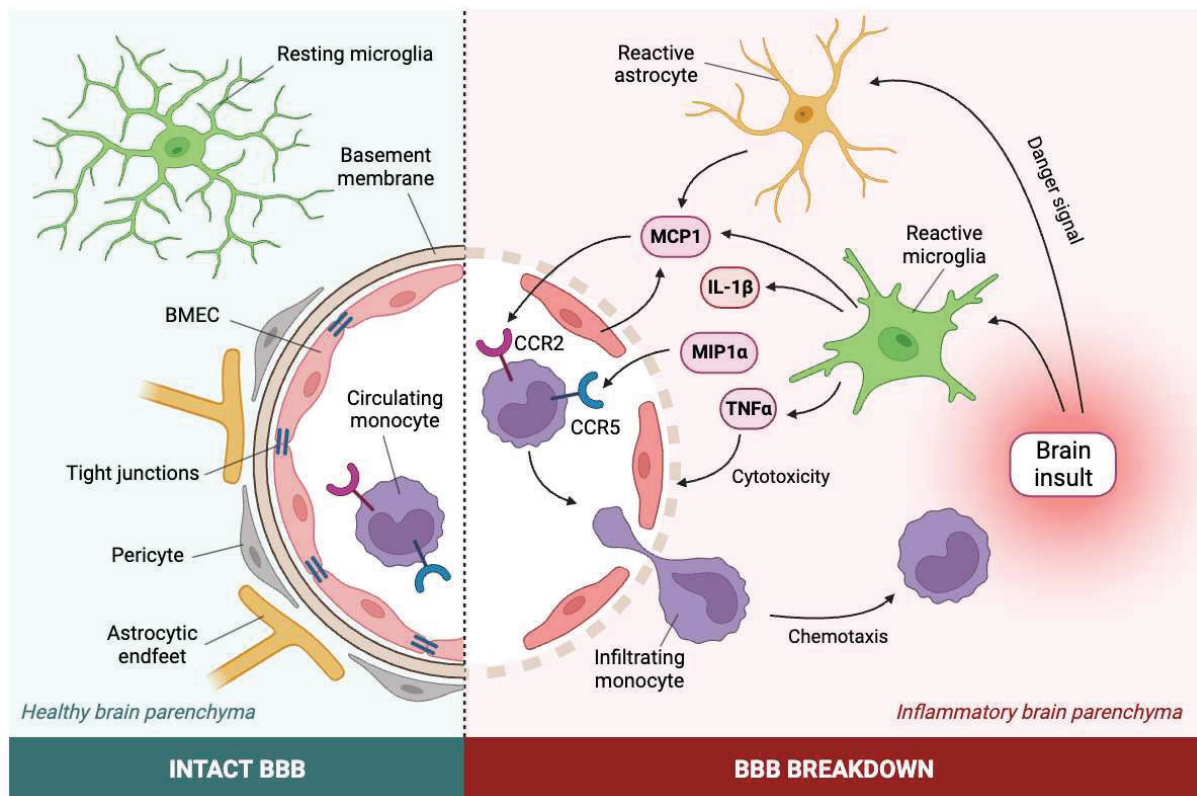 Resting microglia
Basement
membrane
BMEC
Circulating
monocyte
Tight junctions
Pericyte
Astrocytic
endfeet
Healthy brain parenchyma
INTACT BBB
Reactive
astrocyte
Danger signal
MCP1
Reactive
microglia
IL-1β
CCR2
MIP1α
CCR5
TNFα
Cytotoxicity
Brain
insult
Chemotaxis
Infiltrating
monocyte
Inflammatory brain parenchyma
BBB BREAKDOWN